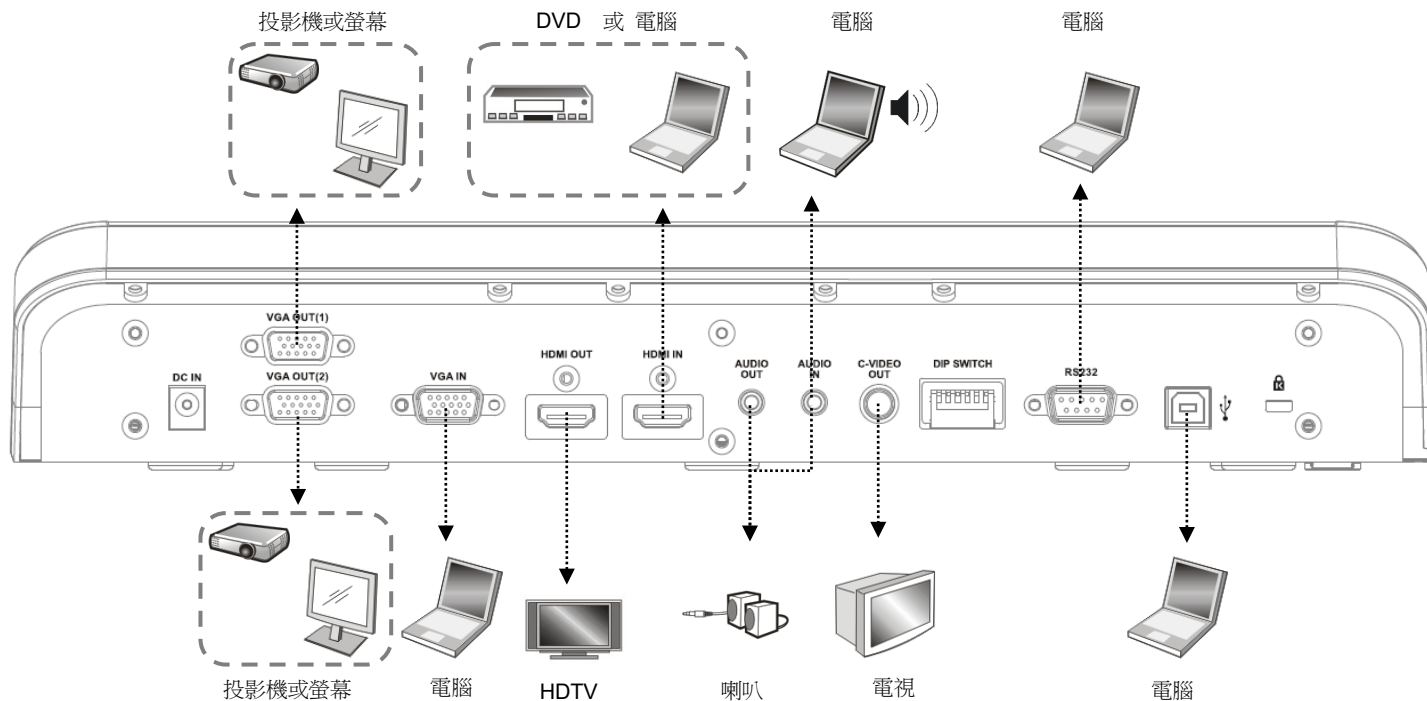 投影機或螢幕
DVD 或 電腦
電腦
電腦
VGA OUT(1)
DC IN
VGA OUT(2)
VGA IN
HDMI OUT
HDMI IN
AUDIO
OUT
AUDIO
IN
C-VIDEO
OUT
DIP SWITCH
RS232
投影機或螢幕
電腦
HDTV
喇叭
電視
電腦